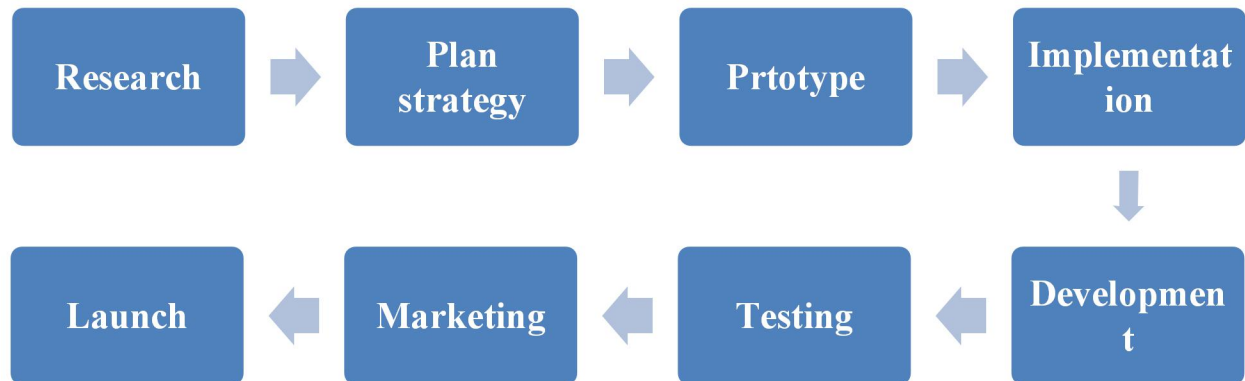 Research
Plan
strategy
Prtotype
Implementat
ion
Developmen
t
Testing
Marketing
Launch